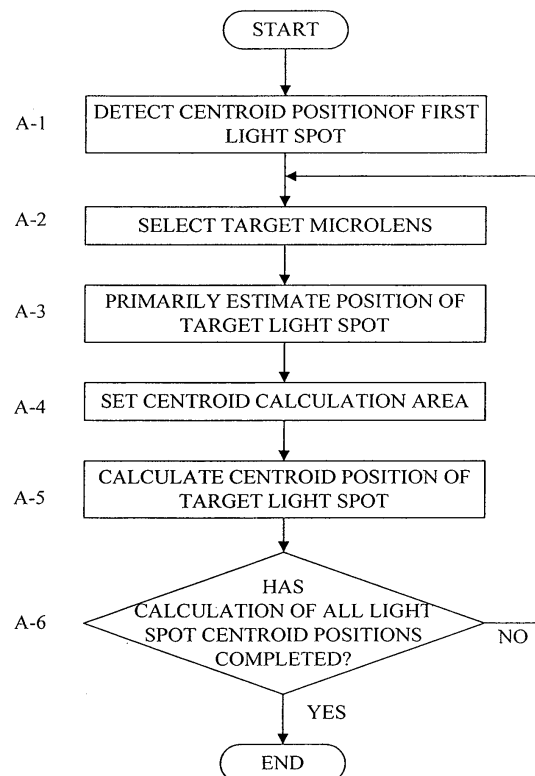 START
A-1
DETECT CENTROID POSITIONOF FIRST
LIGHT SPOT
A-2
SELECT TARGET MICROLENS
A-3
PRIMARILY ESTIMATE POSITION OF
TARGET LIGHT SPOT
A-4
SET CENTROID CALCULATION AREA
A-5
CALCULATE CENTROID POSITION OF
TARGET LIGHT SPOT
A-6
HAS
CALCULATION OF ALL LIGHT
SPOT CENTROID POSITIONS
COMPLETED?
NO
YES
END